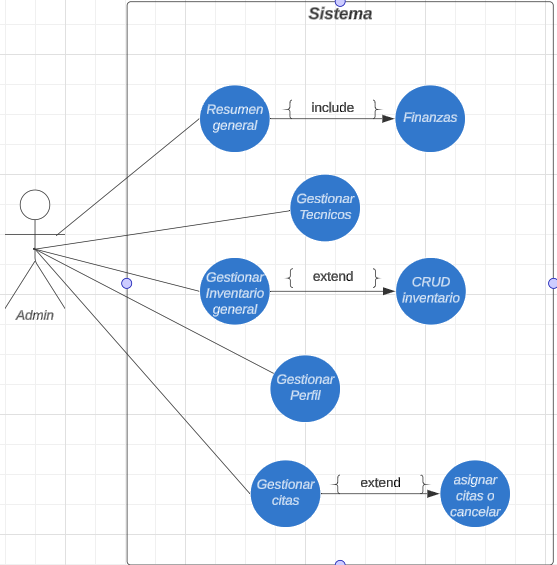 Sistema
Resumen
general
{ include }
Finanzas
Gestionar
Tecnicos
Gestionar
Inventario
general
{ extend }
CRUD
inventario
Admin
Gestionar
Perfil
Gestionar
citas
{ extend }
asignar
citas o
cancelar